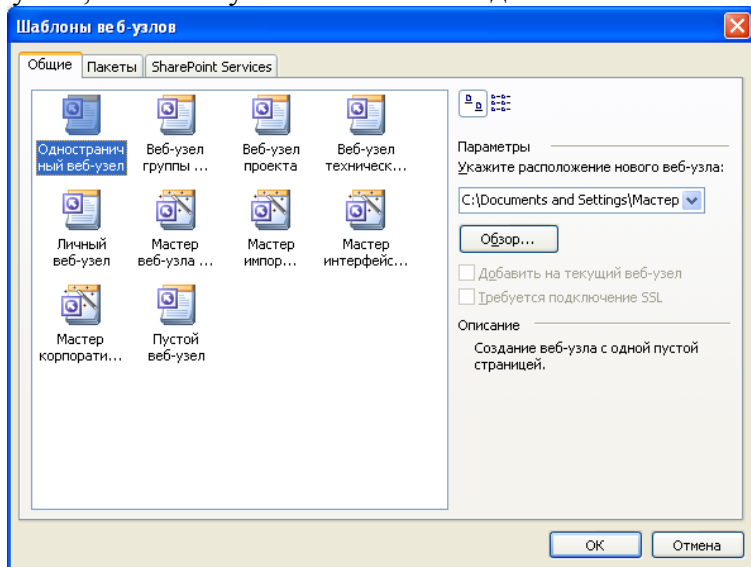 Шаблоны веб-узлов
Общие Пакеты SharePoint Services
Одностранич
ный веб-узел
Веб-узел
группы ...
Веб-узел
проекта
Веб-узел
техническ...
Личный
веб-узел
Мастер
веб-узла ...
Мастер
импор...
Мастер
интерфейс...
Мастер
корпорати...
Пустой
веб-узел
Параметры
Укажите расположение нового веб-узла:
C:\Documents and Settings\Мастер
Обзор...
Добавить на текущий веб-узел
Требуется подключение SSL
Описание
Создание веб-узла с одной пустой
страницей.
ОК Отмена